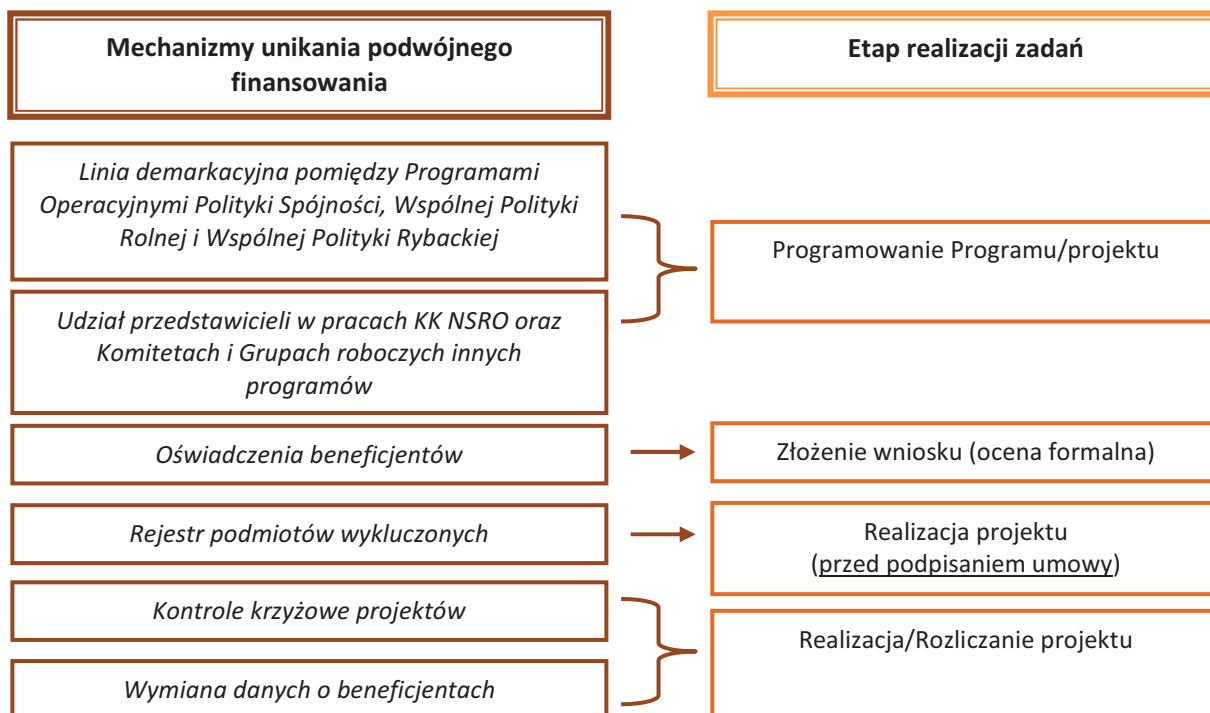 Mechanizmy unikania podwójnego
finansowania
Etap realizacji zadań
Linia demarkacyjna pomiędzy Programami
Operacyjnymi Polityki Spójności, Wspólnej Polityki
Rolnej i Wspólnej Polityki Rybackiej
Programowanie Programu/projektu
Udział przedstawicieli w pracach KK NSRO oraz
Komitetach i Grupach roboczych innych
programów
Oświadczenia beneficjentów
Złożenie wniosku (ocena formalna)
Rejestr podmiotów wykluczonych
Realizacja projektu
(przed podpisaniem umowy)
Kontrole krzyżowe projektów
Realizacja/Rozliczanie projektu
Wymiana danych o beneficjentach